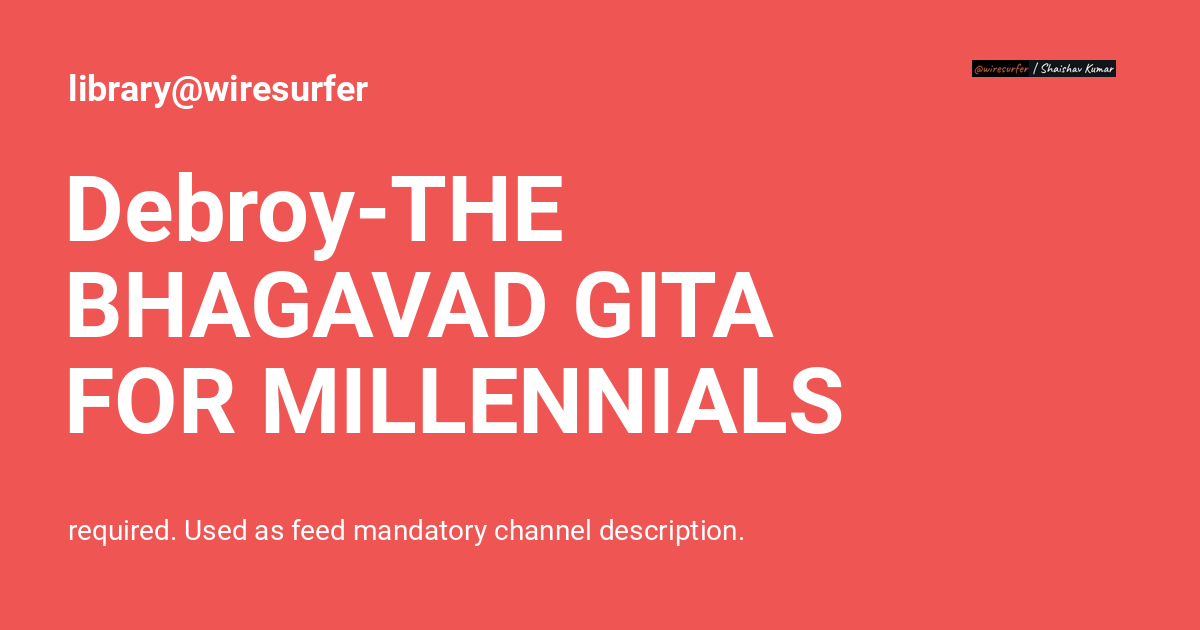 library@wiresurfer
@wiresurfer | Shaishav Kumar
Debroy-THE
BHAGAVAD GITA
FOR MILLENNIALS
required. Used as feed mandatory channel description.